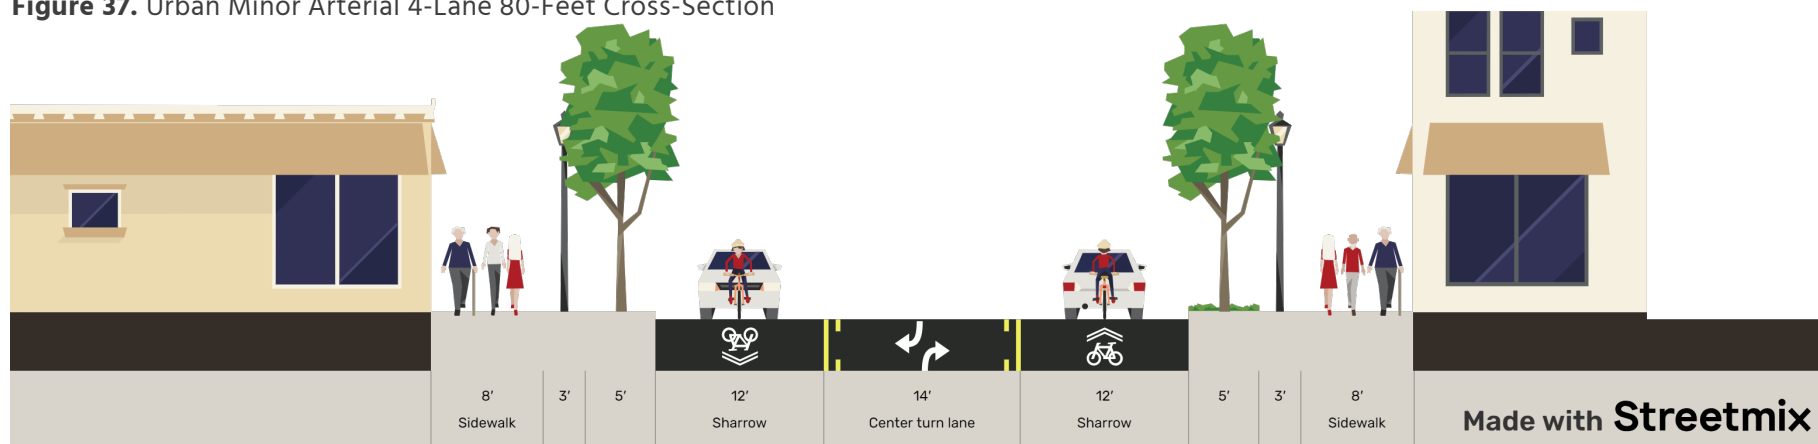 Figure 37. Urban Minor Arterial 4-Lane 80-Feet Cross-Section
8′ 3′ 5′ 12′ 14′ 12′ 5′ 3′ 8′
Sidewalk Sharrow Center turn lane Sharrow Sidewalk
Made with Streetmix